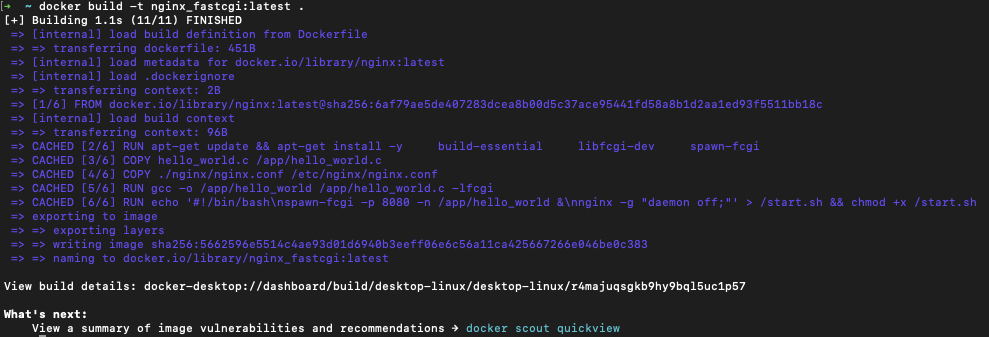 [→  ~ docker build -t nginx_fastcgi:latest .
[+] Building 1.1s (11/11) FINISHED
=> [internal] load build definition from Dockerfile
=> => transferring dockerfile: 451B
=> [internal] load metadata for docker.io/library/nginx:latest
=> [internal] load .dockerignore
=> => transferring context: 2B
=> [1/6] FROM docker.io/library/nginx:latest@sha256:6af79ae5de407283dcea8b00d5c37ace95441fd58a8b1d2aa1ed93f5511bb18c
=> [internal] load build context
=> => transferring context: 96B
=> CACHED [2/6] RUN apt-get update && apt-get install -y     build-essential     libfcgi-dev     spawn-fcgi
=> CACHED [3/6] COPY hello_world.c /app/hello_world.c
=> CACHED [4/6] COPY ./nginx/nginx.conf /etc/nginx/nginx.conf
=> CACHED [5/6] RUN gcc -o /app/hello_world /app/hello_world.c -lfcgi
=> CACHED [6/6] RUN echo '#!/bin/bash\nspawn-fcgi -p 8080 -n /app/hello_world &\nnginx -g "daemon off;"' > /start.sh && chmod +x /start.sh
=> exporting to image
=> => exporting layers
=> => writing image sha256:5662596e5514c4ae93d01d6940b3eeff06e6c56a11ca425667266e046be0c383
=> => naming to docker.io/library/nginx_fastcgi:latest
View build details: docker-desktop://dashboard/build/desktop-linux/desktop-linux/r4majuqsgkb9hy9bql5uc1p57
What's next:
View a summary of image vulnerabilities and recommendations → docker scout quickview